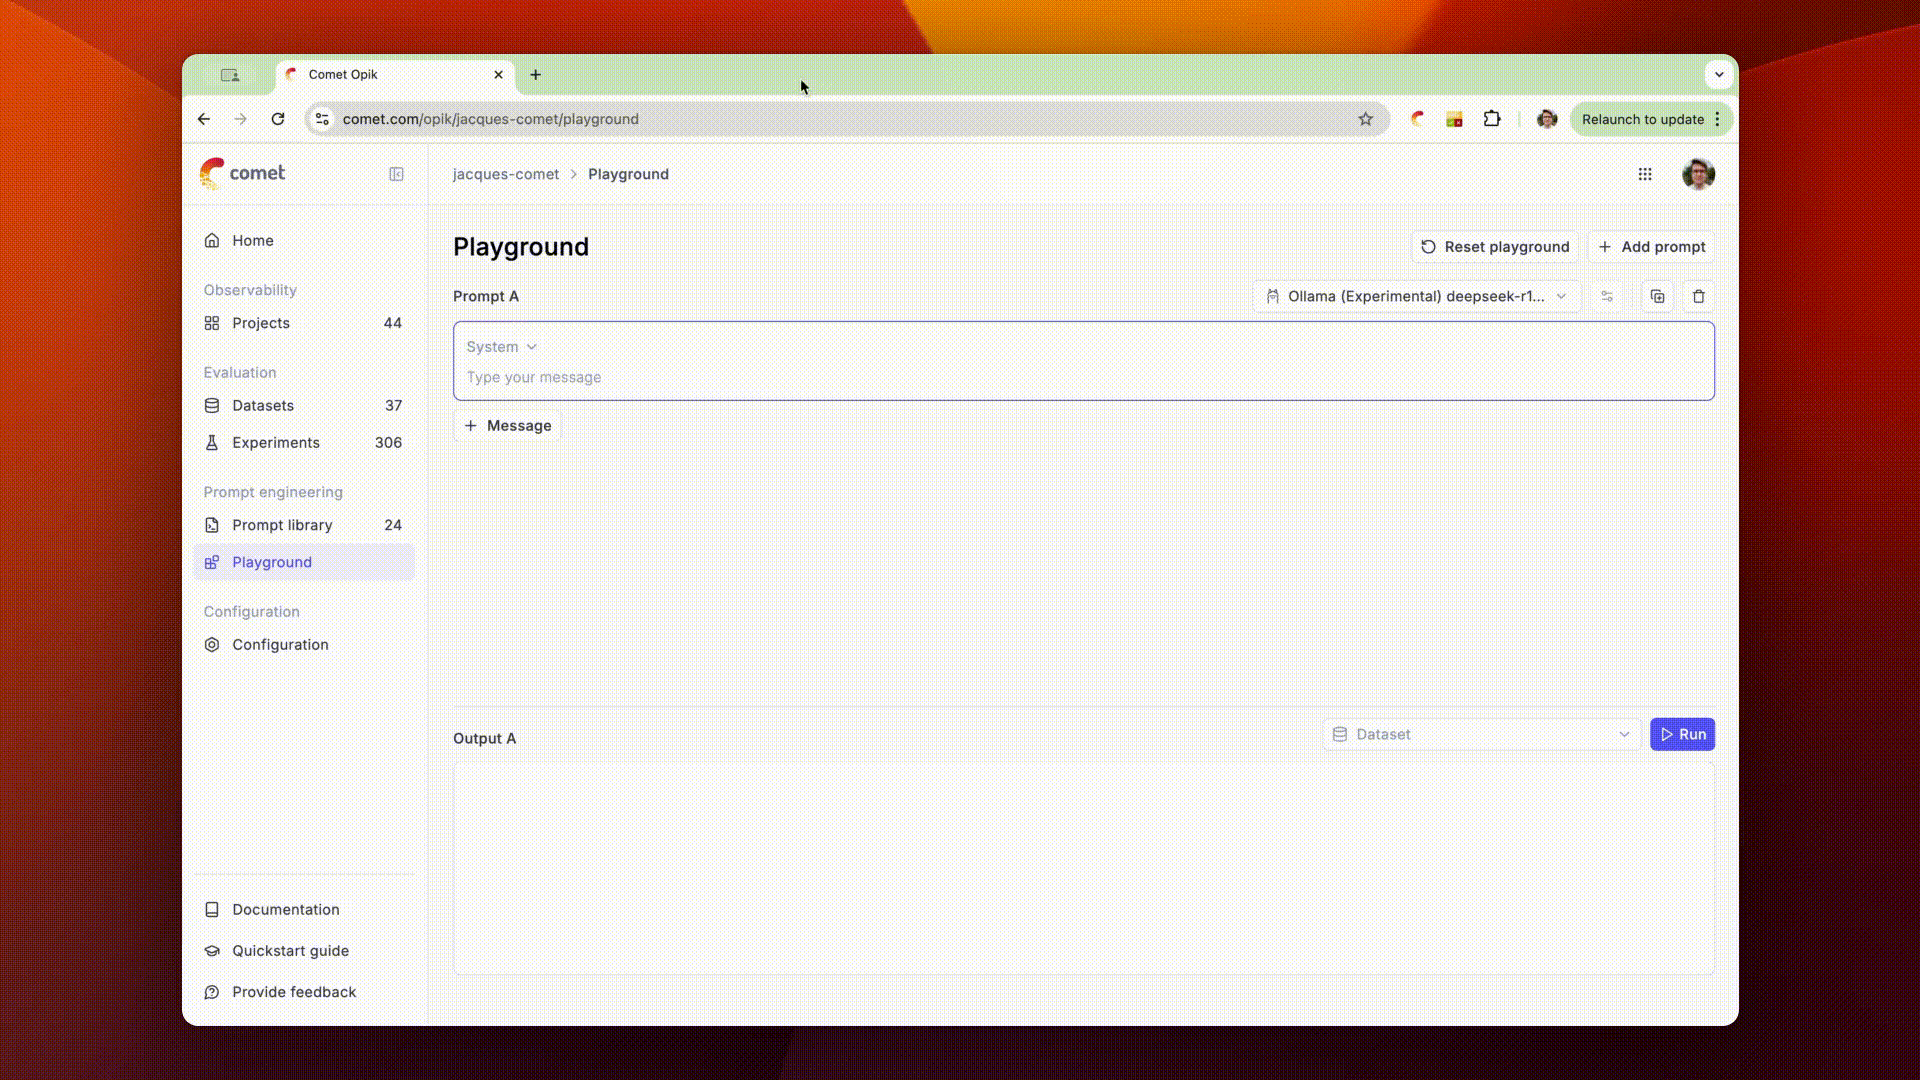 Comet Opik
comet.com/opik/jacques-comet/playground
Relaunch to update
comet
jacques-comet > Playground
Home
Observability
Projects 44
Evaluation
Datasets 37
Experiments 306
Prompt engineering
Prompt library 24
Playground
Configuration
Configuration
Documentation
Quickstart guide
Provide feedback
Playground
Reset playground
+ Add prompt
Prompt A
Ollama (Experimental) deepseek-r1...
System
Type your message
+ Message
Output A
Dataset
Run